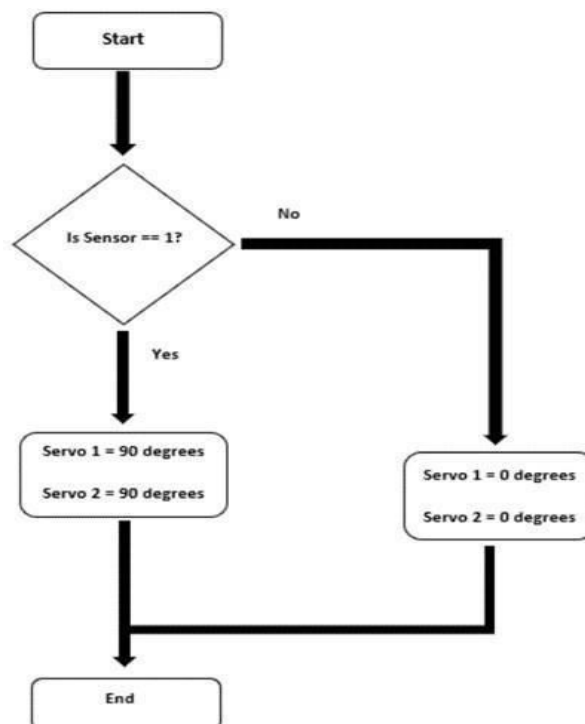 Start
Is Sensor == 1?
No
Yes
Servo 1 = 90 degrees
Servo 2 = 90 degrees
Servo 1 = 0 degrees
Servo 2 = 0 degrees
End